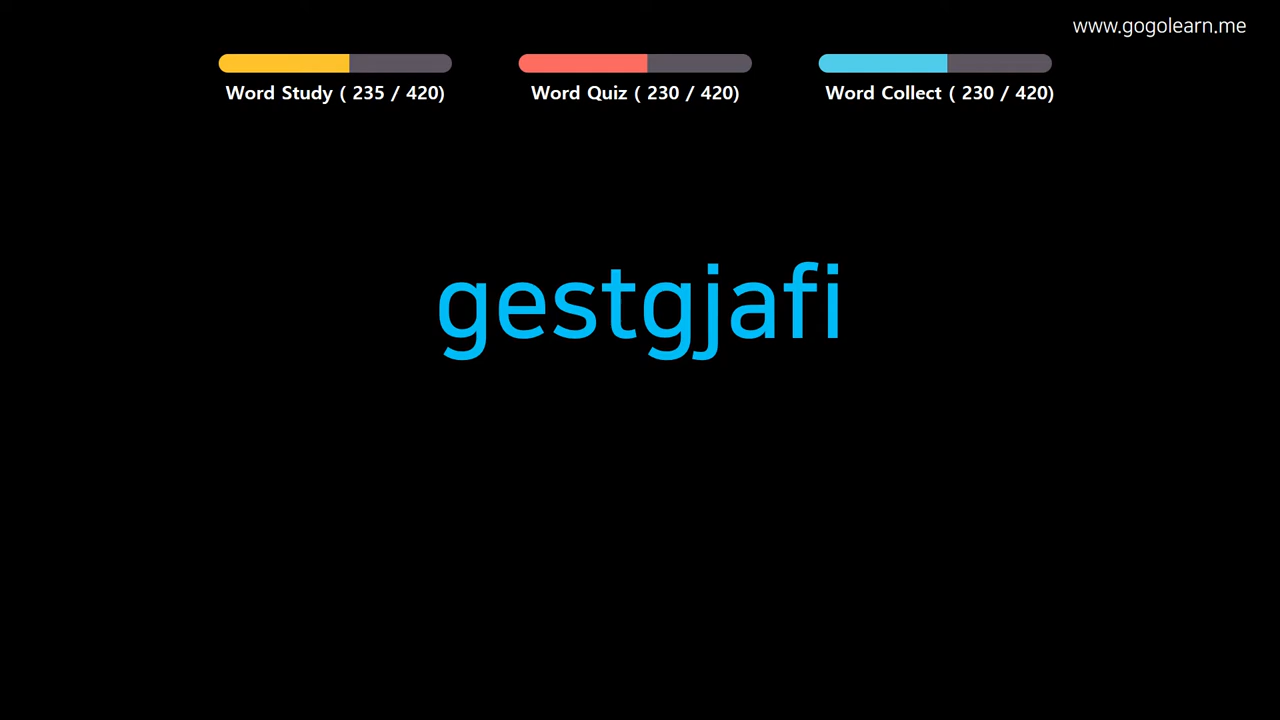 www.gogolearn.me
Word Study ( 235 / 420)
Word Quiz ( 230 / 420)
Word Collect ( 230 / 420)
gestgjafi